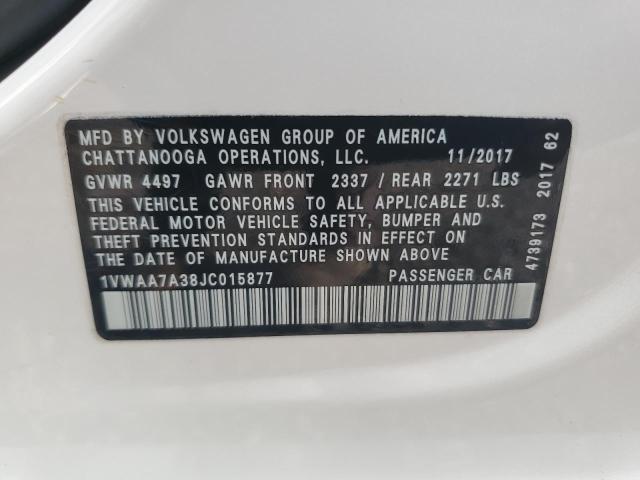 MFD BY VOLKSWAGEN GROUP OF AMERICA
CHATTANOOGA OPERATIONS, LLC. 11/2017
GVWR 4497 GAWR FRONT 2337 / REAR 2271 LBS
THIS VEHICLE CONFORMS TO ALL APPLICABLE U.S.
FEDERAL MOTOR VEHICLE SAFETY, BUMPER AND
THEFT PREVENTION STANDARDS IN EFFECT ON
THE DATE OF MANUFACTURE SHOWN ABOVE
1VWAA7A38JC015877 PASSENGER CAR
4739173 2017 62